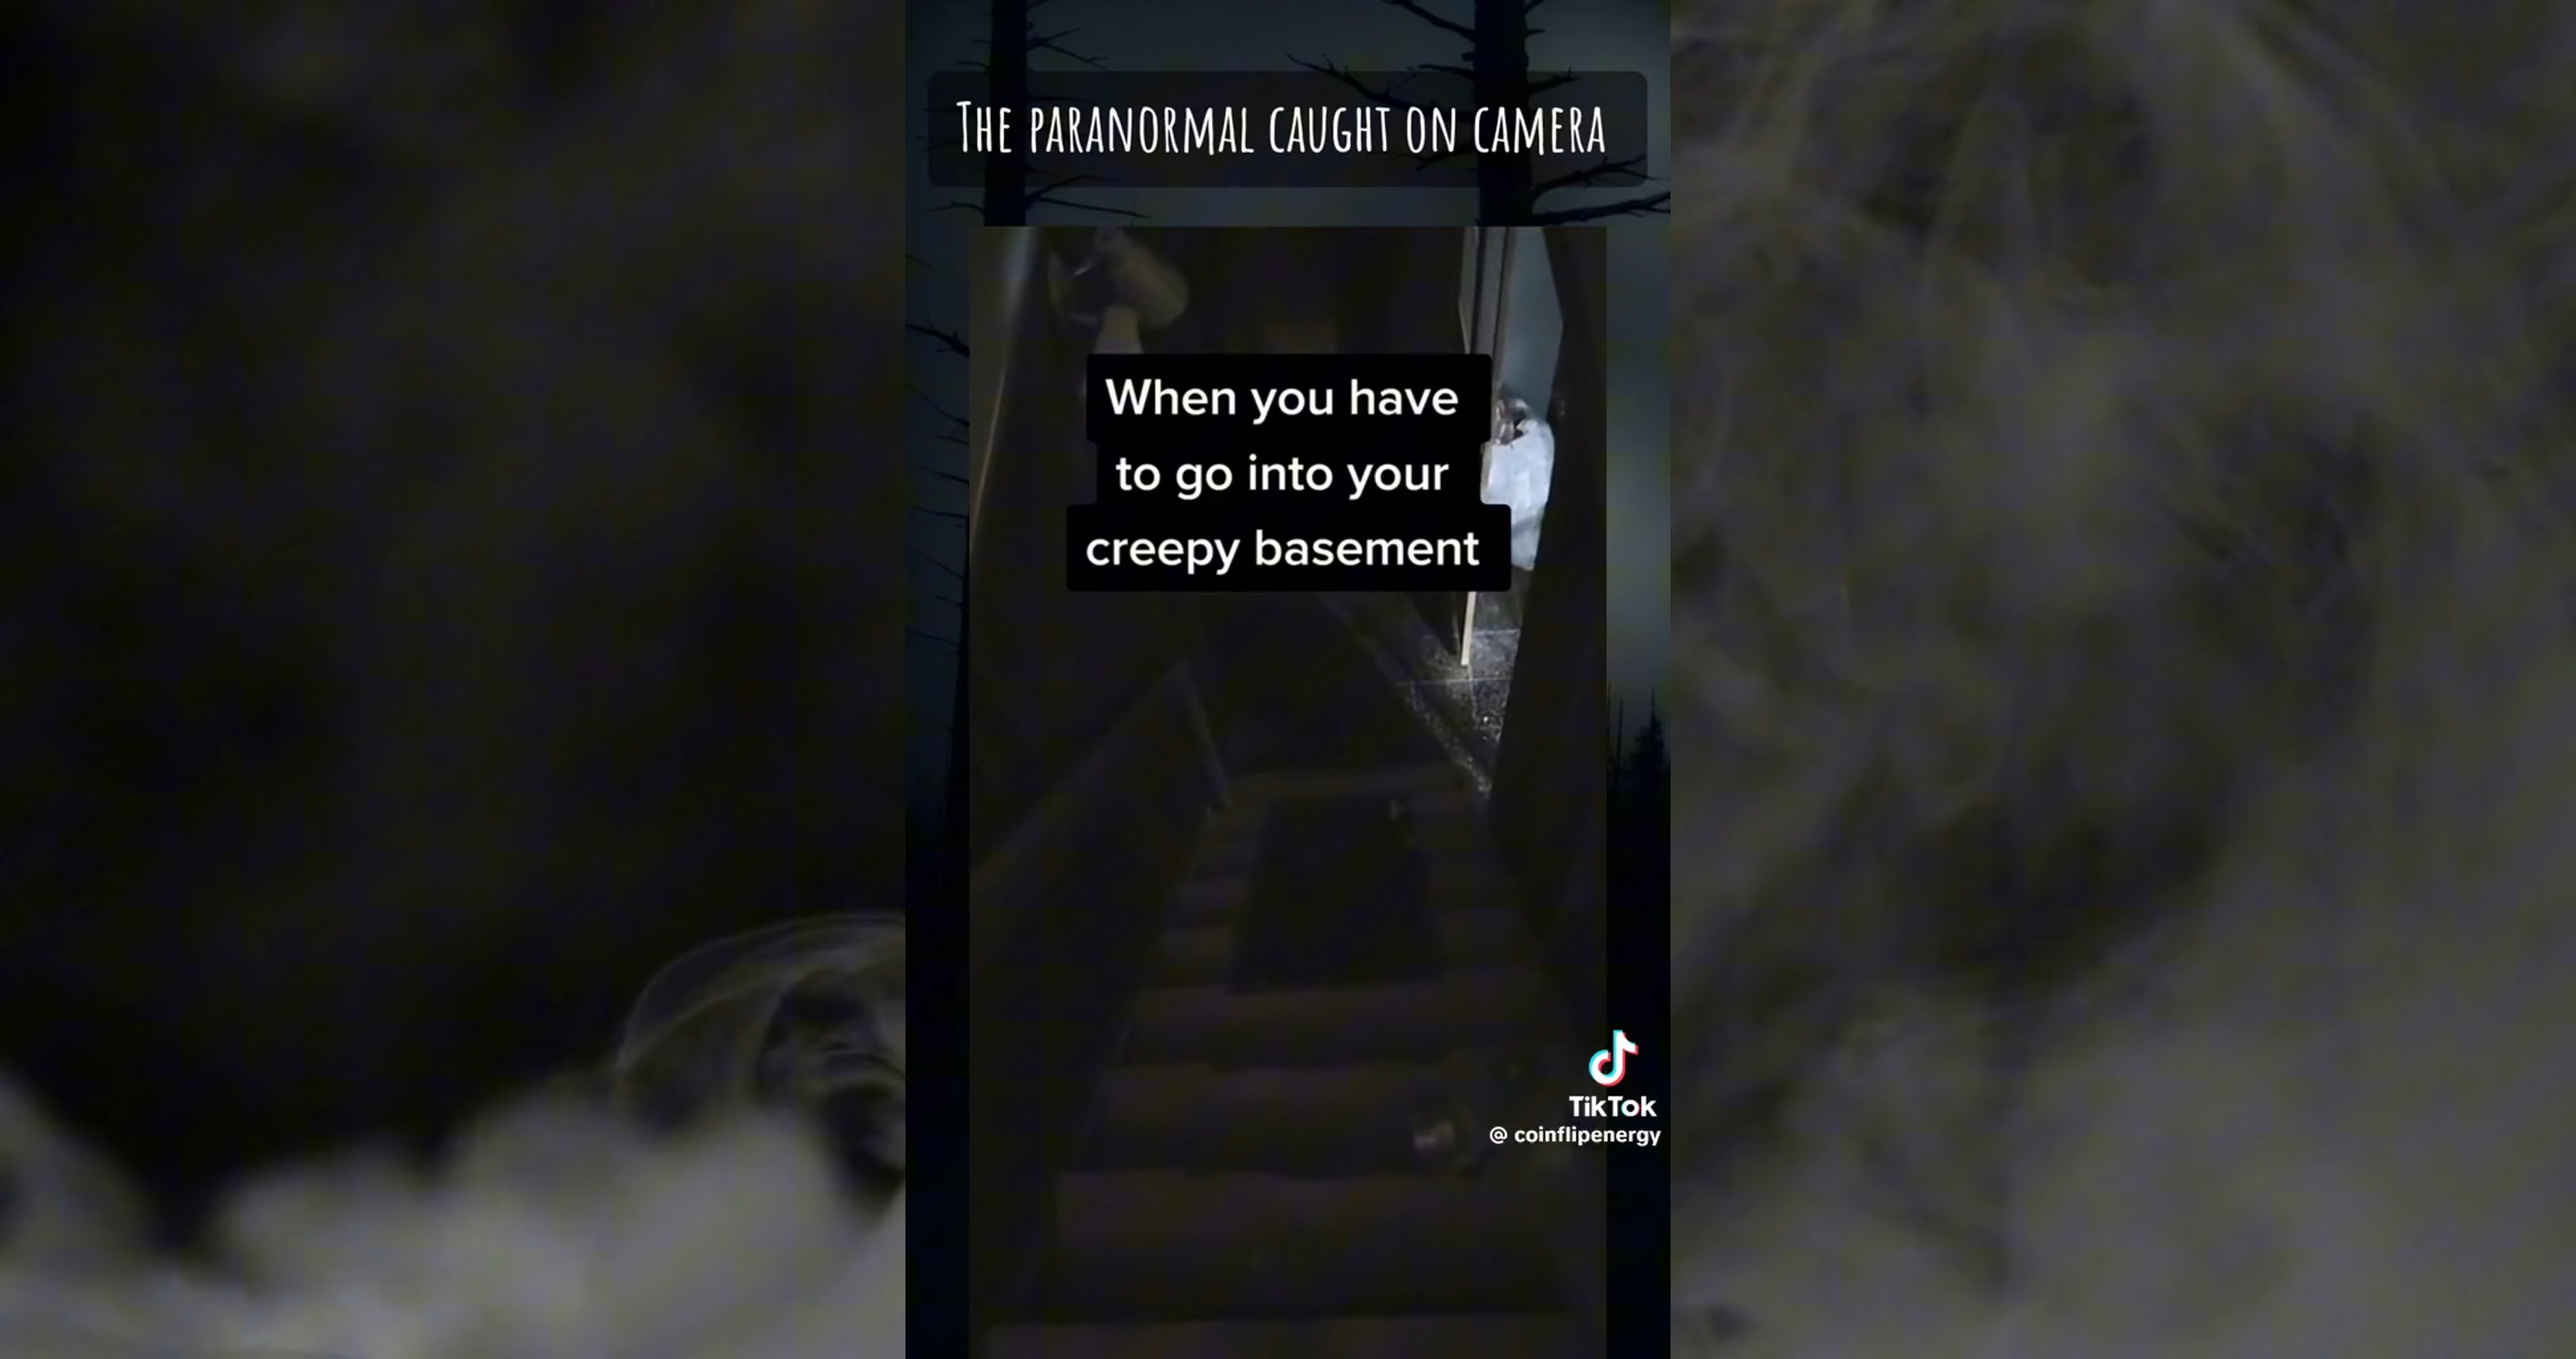 The paranormal caught on camera
When you have
to go into your
creepy basement
TikTok
@ coinflipenergy